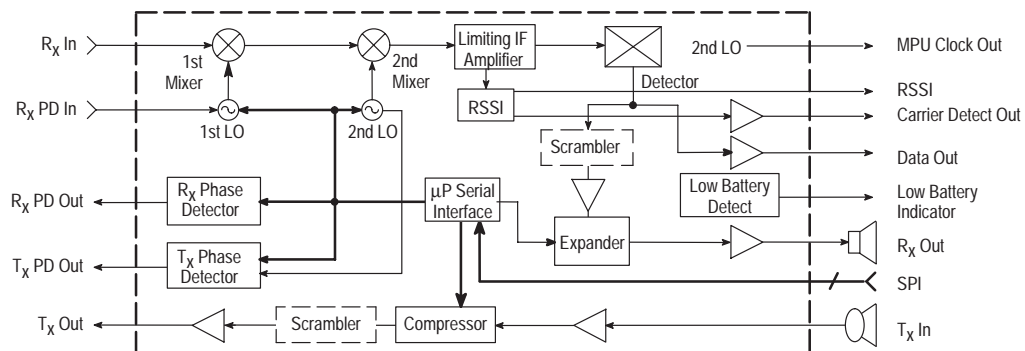 Rx In
1st
Mixer
2nd
Mixer
Limiting IF
Amplifier
2nd LO
MPU Clock Out
Detector
RSSI
RSSI
Rx PD In
1st LO
2nd LO
Carrier Detect Out
Scrambler
Data Out
Rx PD Out
Rx Phase
Detector
µP Serial
Interface
Low Battery
Detect
Low Battery
Indicator
Expander
Rx Out
Tx PD Out
Tx Phase
Detector
SPI
Tx Out
Scrambler
Compressor
Tx In